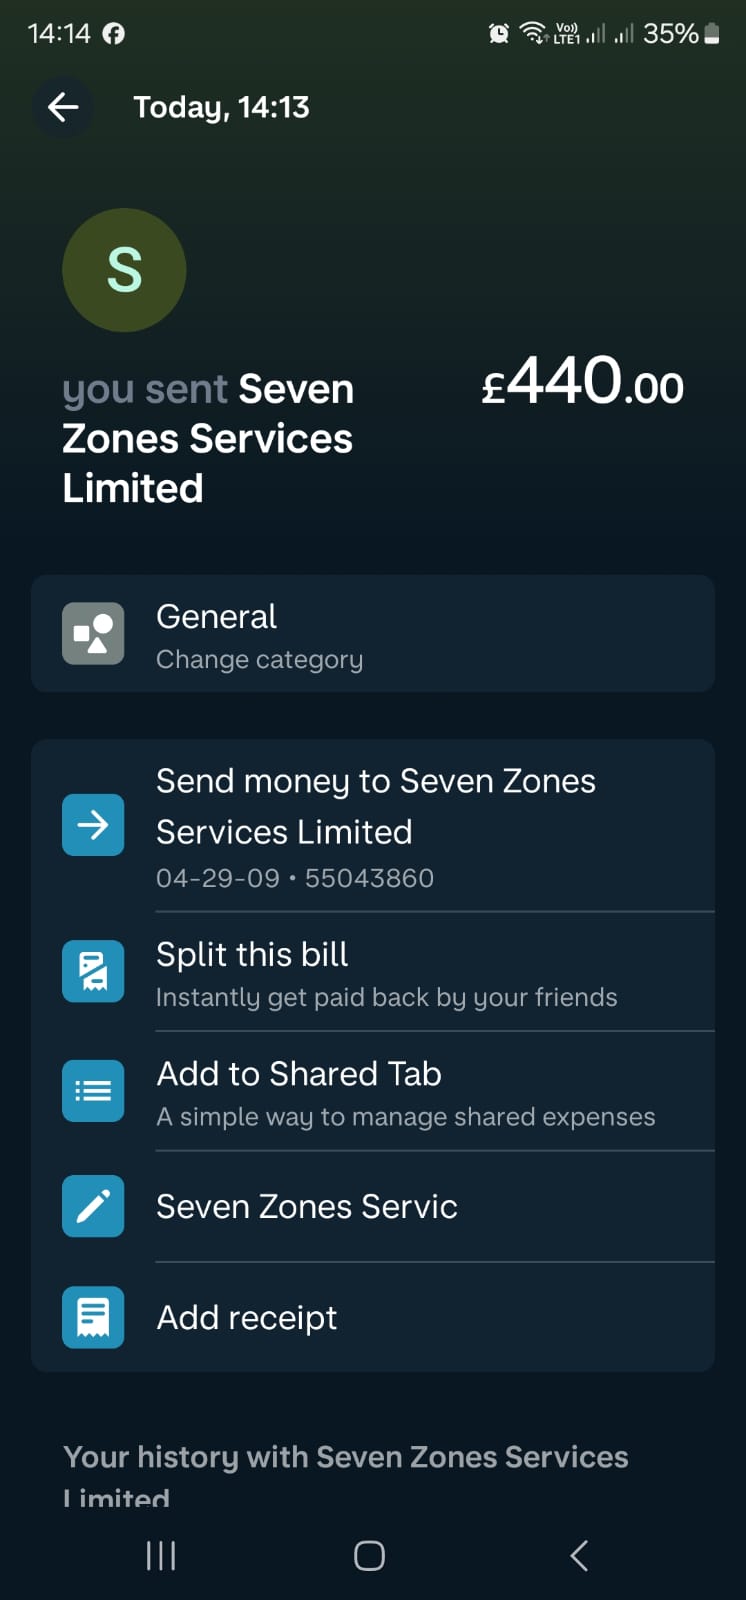 14:14 Vo)) LTE1 35%
Today, 14:13
S
you sent Seven Zones Services Limited
£440.00
General
Change category
Send money to Seven Zones
Services Limited
04-29-09 • 55043860
Split this bill
Instantly get paid back by your friends
Add to Shared Tab
A simple way to manage shared expenses
Seven Zones Servic
Add receipt
Your history with Seven Zones Services
Limited